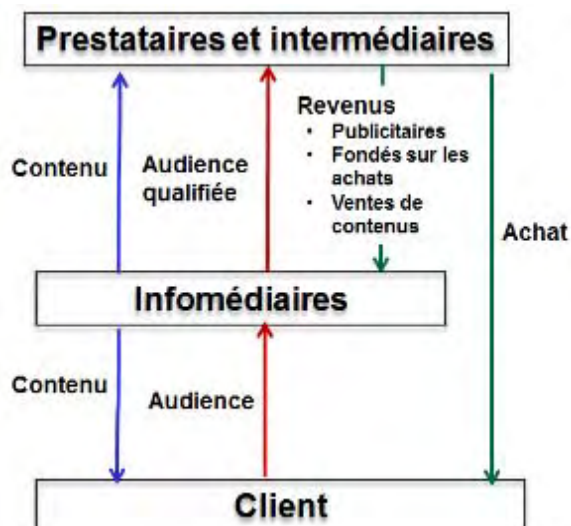 Prestataires et intermédiaires
Revenus
• Publicitaires
• Fondés sur les
achats
• Ventes de
contenus
Contenu
Audience
qualifiée
Achat
Infomédiaires
Contenu
Audience
Client